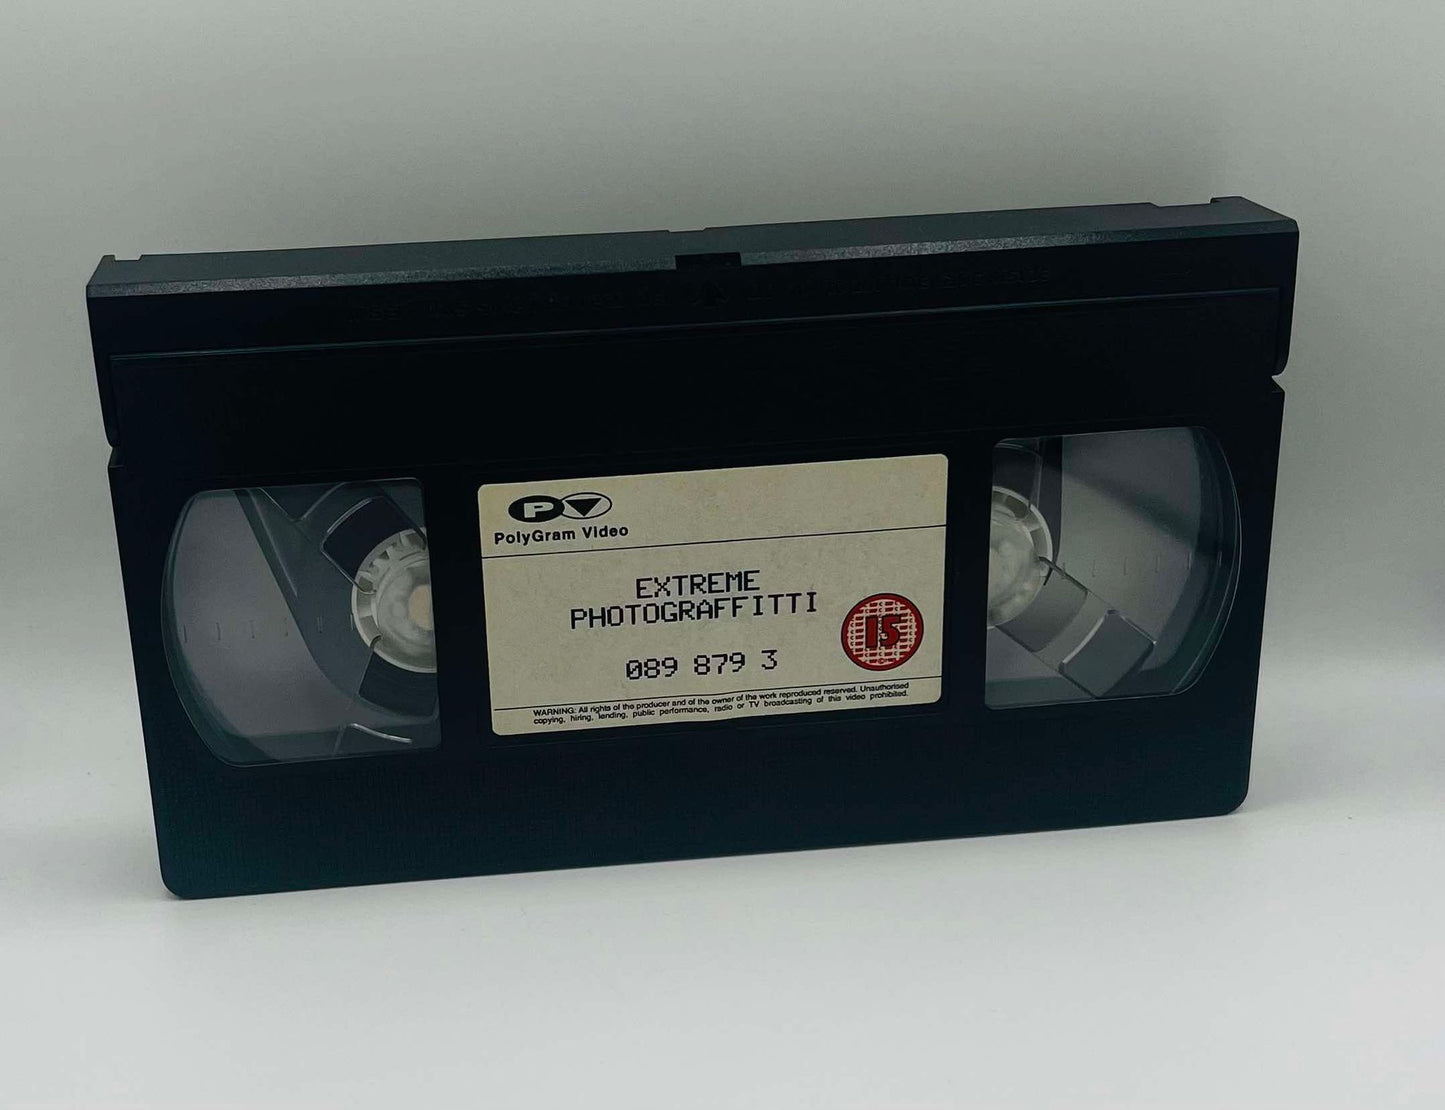 P
PolyGram Video
EXTREME
PHOTOGRAFFITTI
15
089 879 3
WARNING: All rights of the producer and of the owner of the work reproduced reserved. Unauthorised
copying, hiring, lending, public performance, radio or TV broadcasting of this video prohibited.